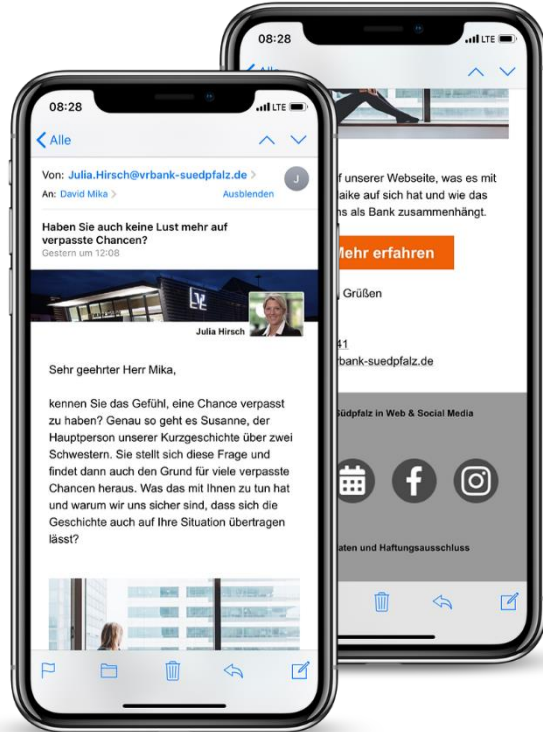 08:28
LTE
Alle
Von: Julia.Hirsch@vrbank-suedpfalz.de
J
An: David Mika
Ausblenden
Haben Sie auch keine Lust mehr auf
verpasste Chancen?
Gestern um 12:08
Julia Hirsch
Sehr geehrter Herr Mika,
kennen Sie das Gefühl, eine Chance verpasst
zu haben? Genau so geht es Susanne, der
Hauptperson unserer Kurzgeschichte über zwei
Schwestern. Sie stellt sich diese Frage und
findet dann auch den Grund für viele verpasste
Chancen heraus. Was das mit Ihnen zu tun hat
und warum wir uns sicher sind, dass sich die
Geschichte auch auf Ihre Situation übertragen
lässt?
08:28
LTE
unserer Webseite, was es mit
auf sich hat und wie das
als Bank zusammenhängt.
Mehr erfahren
Grüßen
41
rbank-suedpfalz.de
Südpfalz in Web & Social Media
und Haftungsausschluss